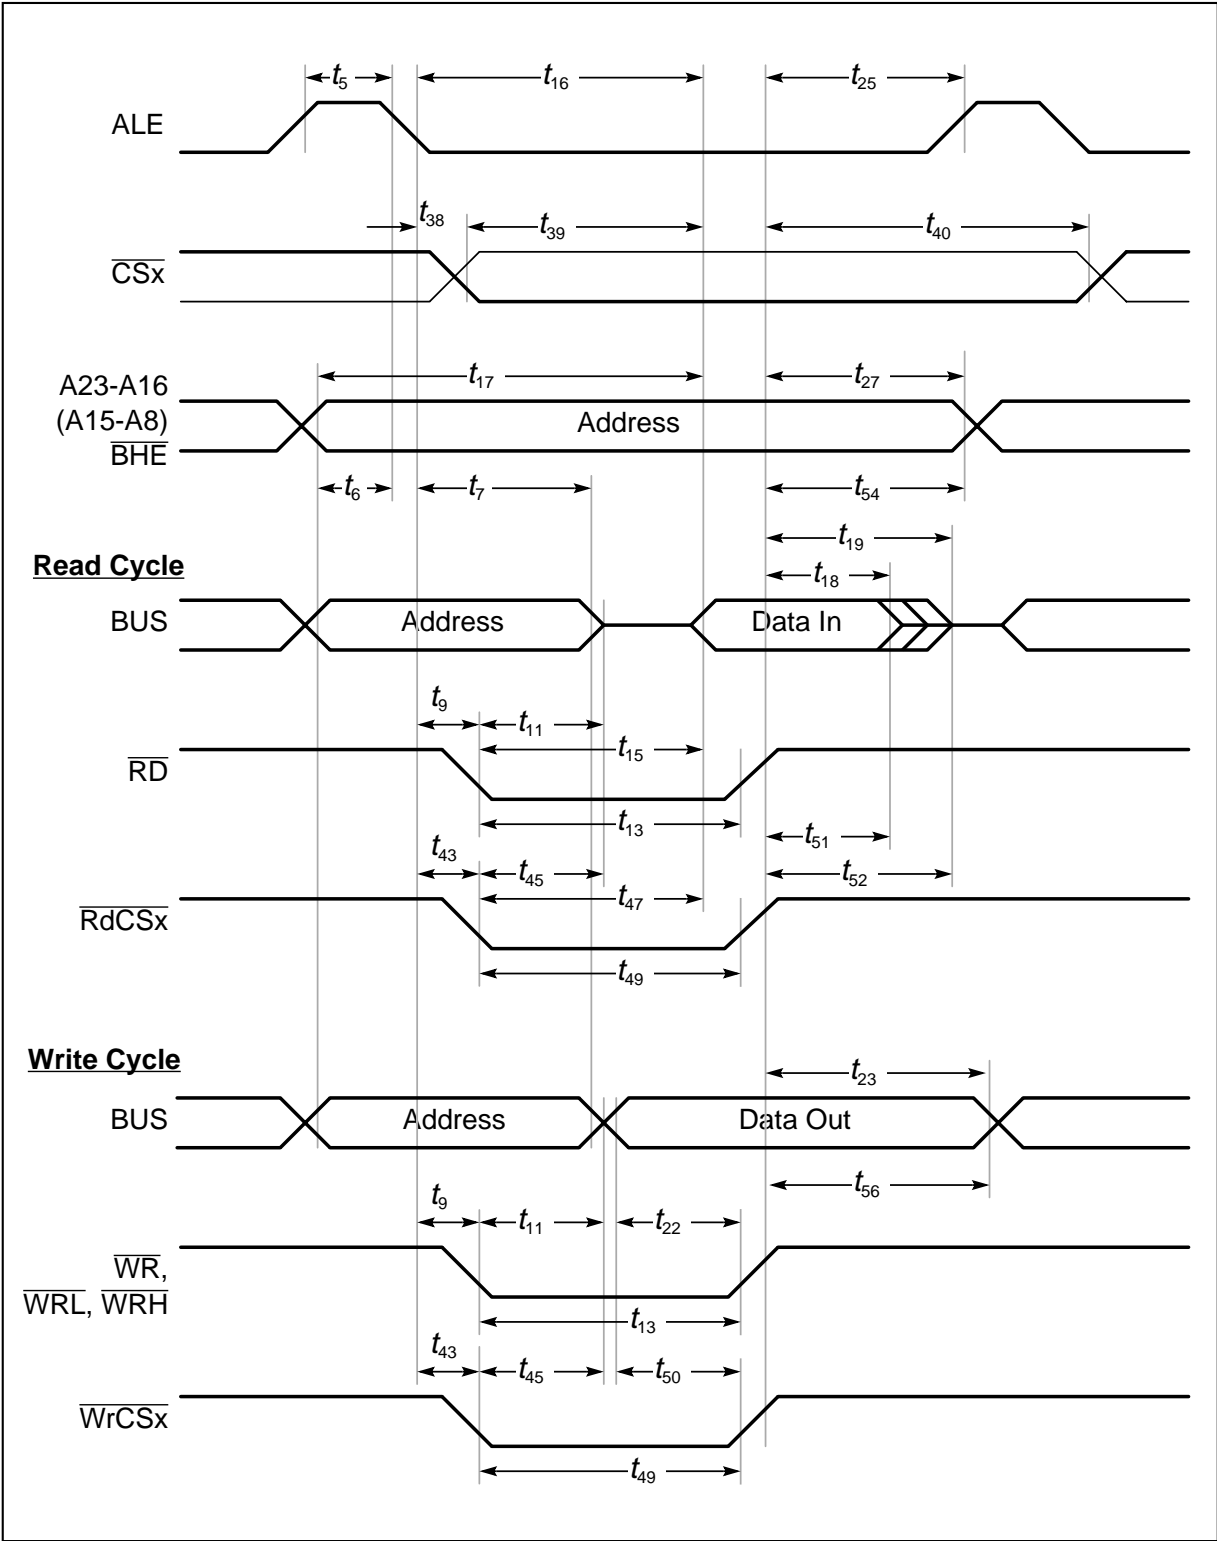 t5 t16 t25
ALE
t38 t39 t40
CSx
t17 t27
A23-A16
(A15-A8)
BHE
Address
t6 t7 t54
t19
Read Cycle
t18
BUS Address Data In
t9 t11
t15
RD
t13 t51
t43 t45 t52
t47
RdCSx
t49
Write Cycle
t23
BUS Address Data Out
t56
t9 t11 t22
WR,
WRL, WRH
t13
t43 t45 t50
WrCSx
t49